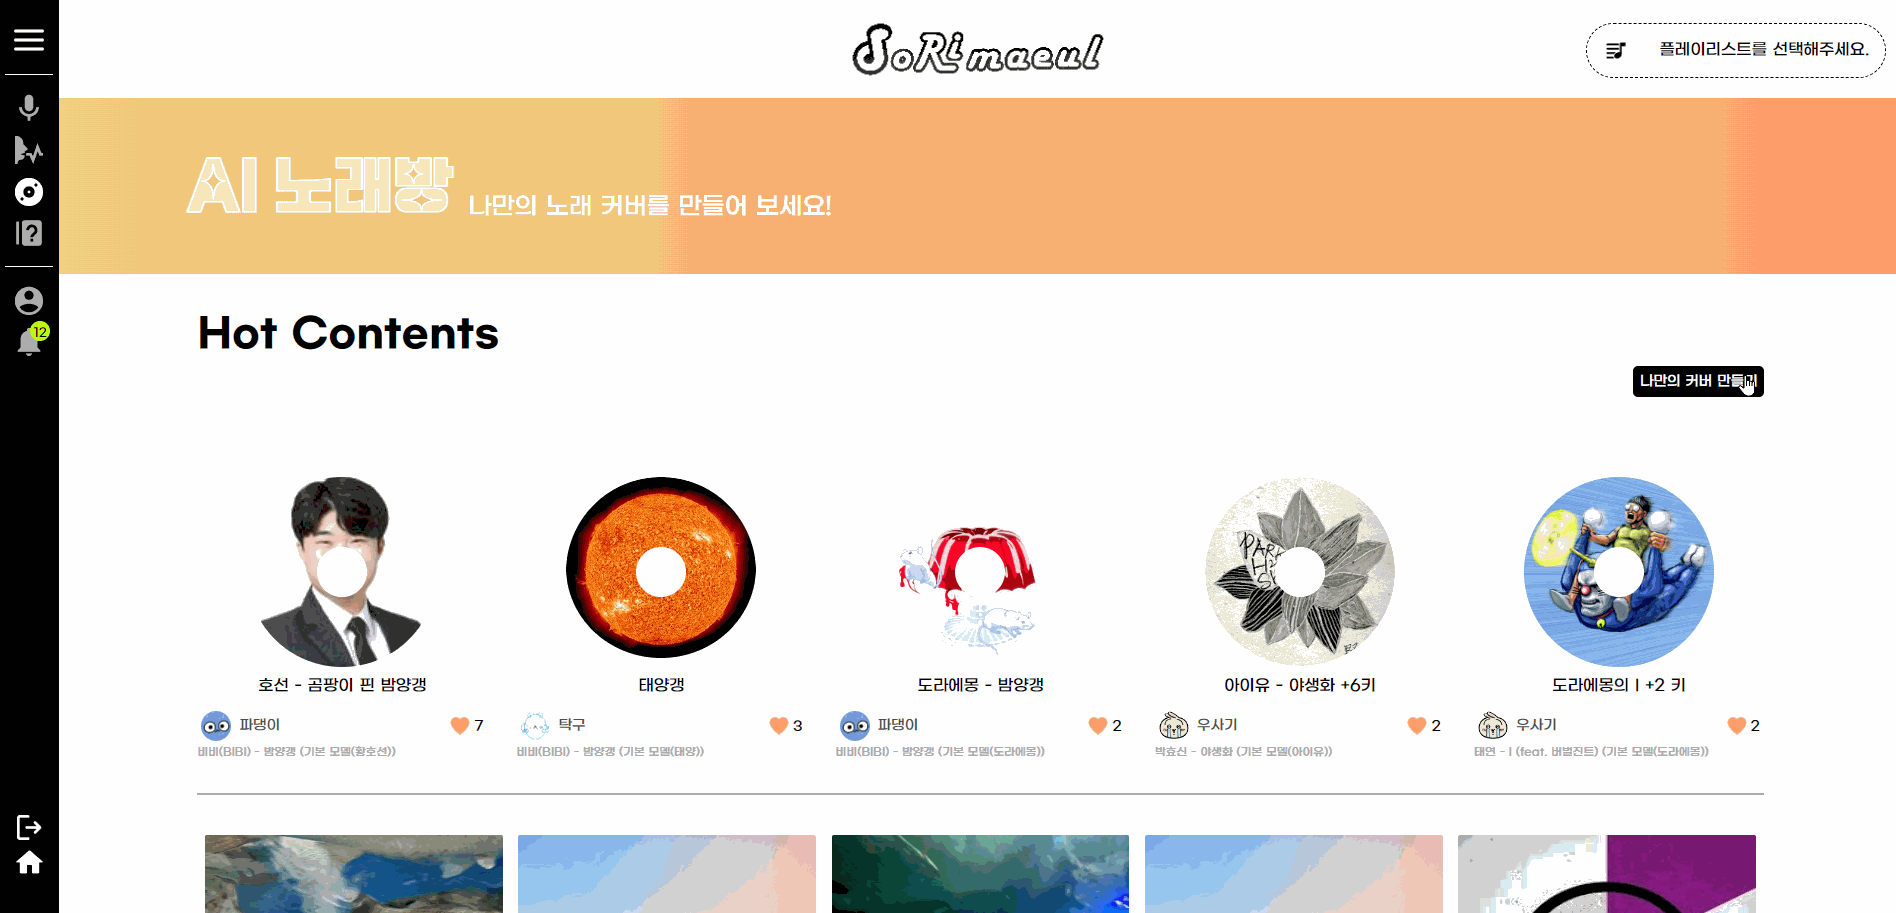 SoRi maeul
플레이리스트를 선택해주세요.
AI 노래방
나만의 노래 커버를 만들어 보세요!
12
Hot Contents
나만의 커버 만들기
호선 - 곰팡이 핀 밤양갱
태양갱
도라에몽 - 밤양갱
아이유 - 야생화 +6키
도라에몽의 I +2 키
파댕이
7
탁구
3
파댕이
2
우사기
2
우사기
2
비비(BIBI) - 밤양갱 (기본 모델(황호선))
비비(BIBI) - 밤양갱 (기본 모델(태양))
비비(BIBI) - 밤양갱 (기본 모델(도라에몽))
박효신 - 야생화 (기본 모델(아이유))
태연 - I (feat. 버벌진트) (기본 모델(도라에몽))